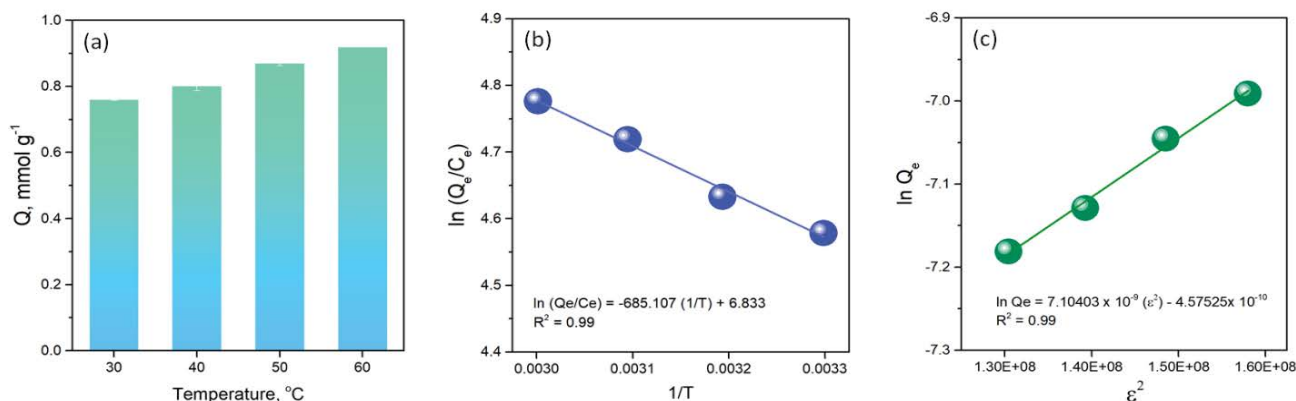 (a)
Q, mmol g⁻¹
1.0
0.8
0.6
0.4
0.2
0.0
30 40 50 60
Temperature, °C
(b)
ln (Qₑ/Cₑ)
4.9
4.8
4.7
4.6
4.5
4.4
ln (Qe/Ce) = -685.107 (1/T) + 6.833
R² = 0.99
0.0030 0.0031 0.0032 0.0033
1/T
(c)
ln Qₑ
-6.9
-7.0
-7.1
-7.2
-7.3
ln Qe = 7.10403 x 10⁻⁹ (ε²) - 4.57525x 10⁻¹⁰
R² = 0.99
1.30E+08 1.40E+08 1.50E+08 1.60E+08
ε²